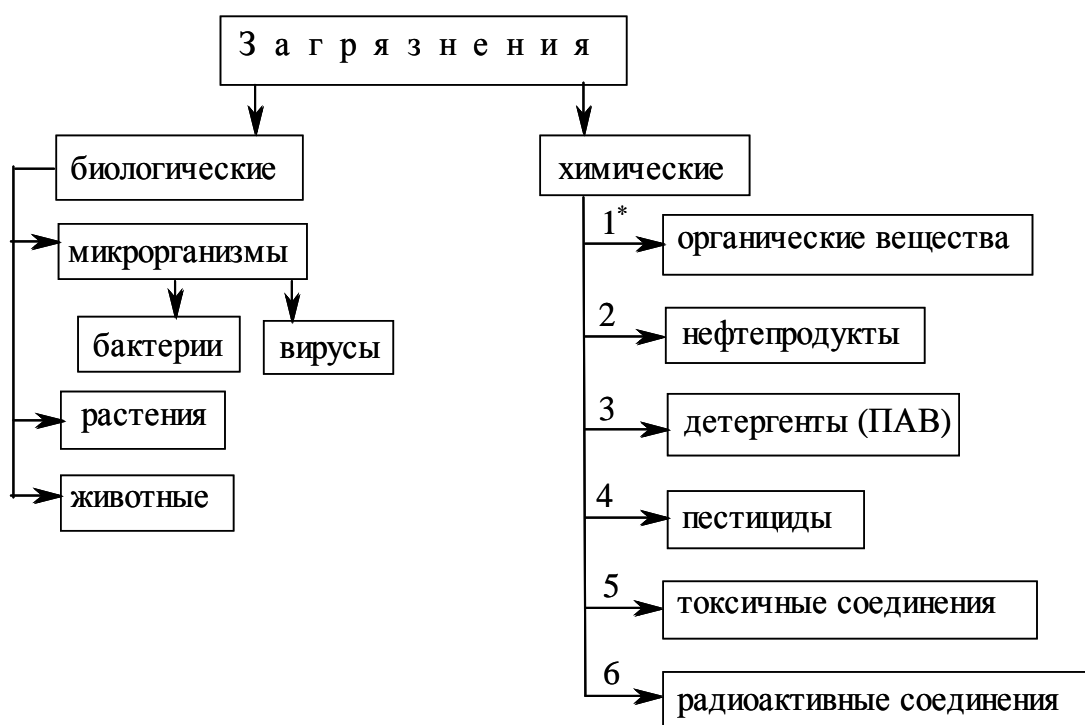 Загрязнения
биологические
микрорганизмы
бактерии
вирусы
растения
животные
химические
1* органические вещества
2 нефтепродукты
3 детергенты (ПАВ)
4 пестициды
5 токсичные соединения
6 радиоактивные соединения